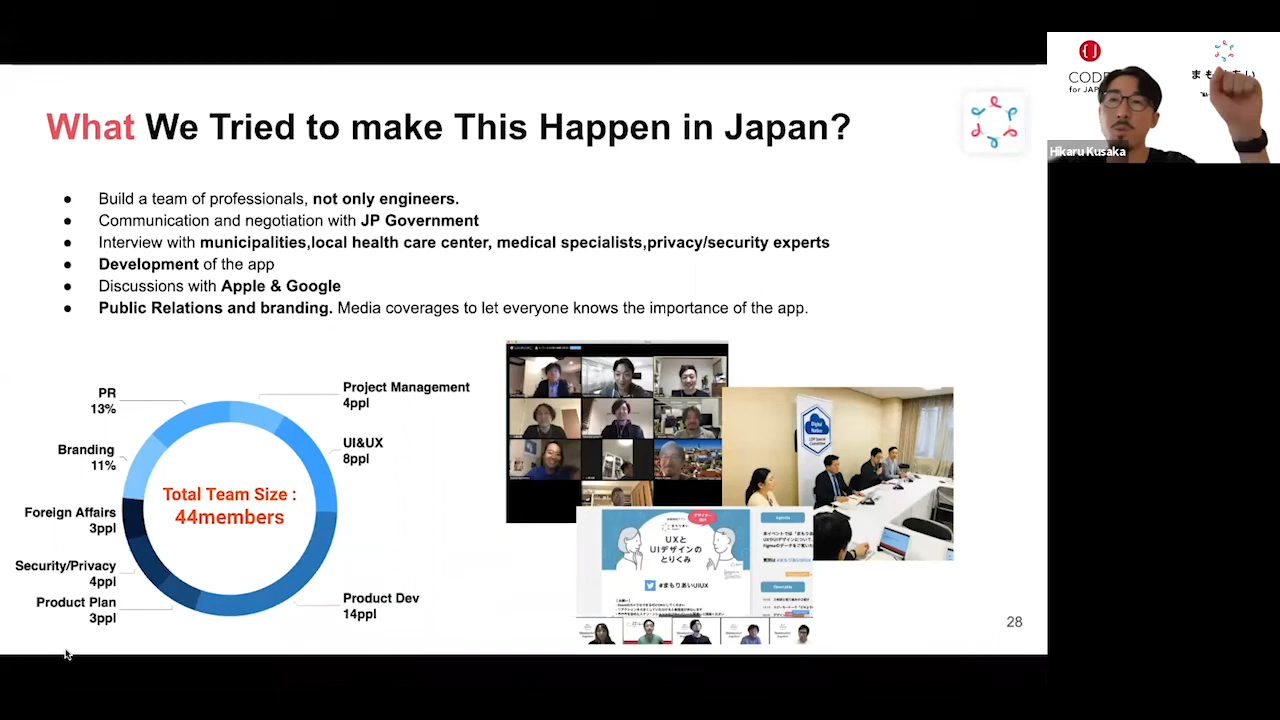 What We Tried to make This Happen in Japan?
● Build a team of professionals, not only engineers.
● Communication and negotiation with JP Government
● Interview with municipalities,local health care center, medical specialists,privacy/security experts
● Development of the app
● Discussions with Apple & Google
● Public Relations and branding. Media coverages to let everyone knows the importance of the app.
PR
13%
Branding
11%
Foreign Affairs
3ppl
Security/Privacy
4ppl
Product Plan
3ppl
Total Team Size :
44members
Project Management
4ppl
UI&UX
8ppl
Product Dev
14ppl
Digital
Nation
UXと
UIデザインの
とりくみ
#まもりあいUIUX
28
CODE
for JAP
Hikaru Kusaka